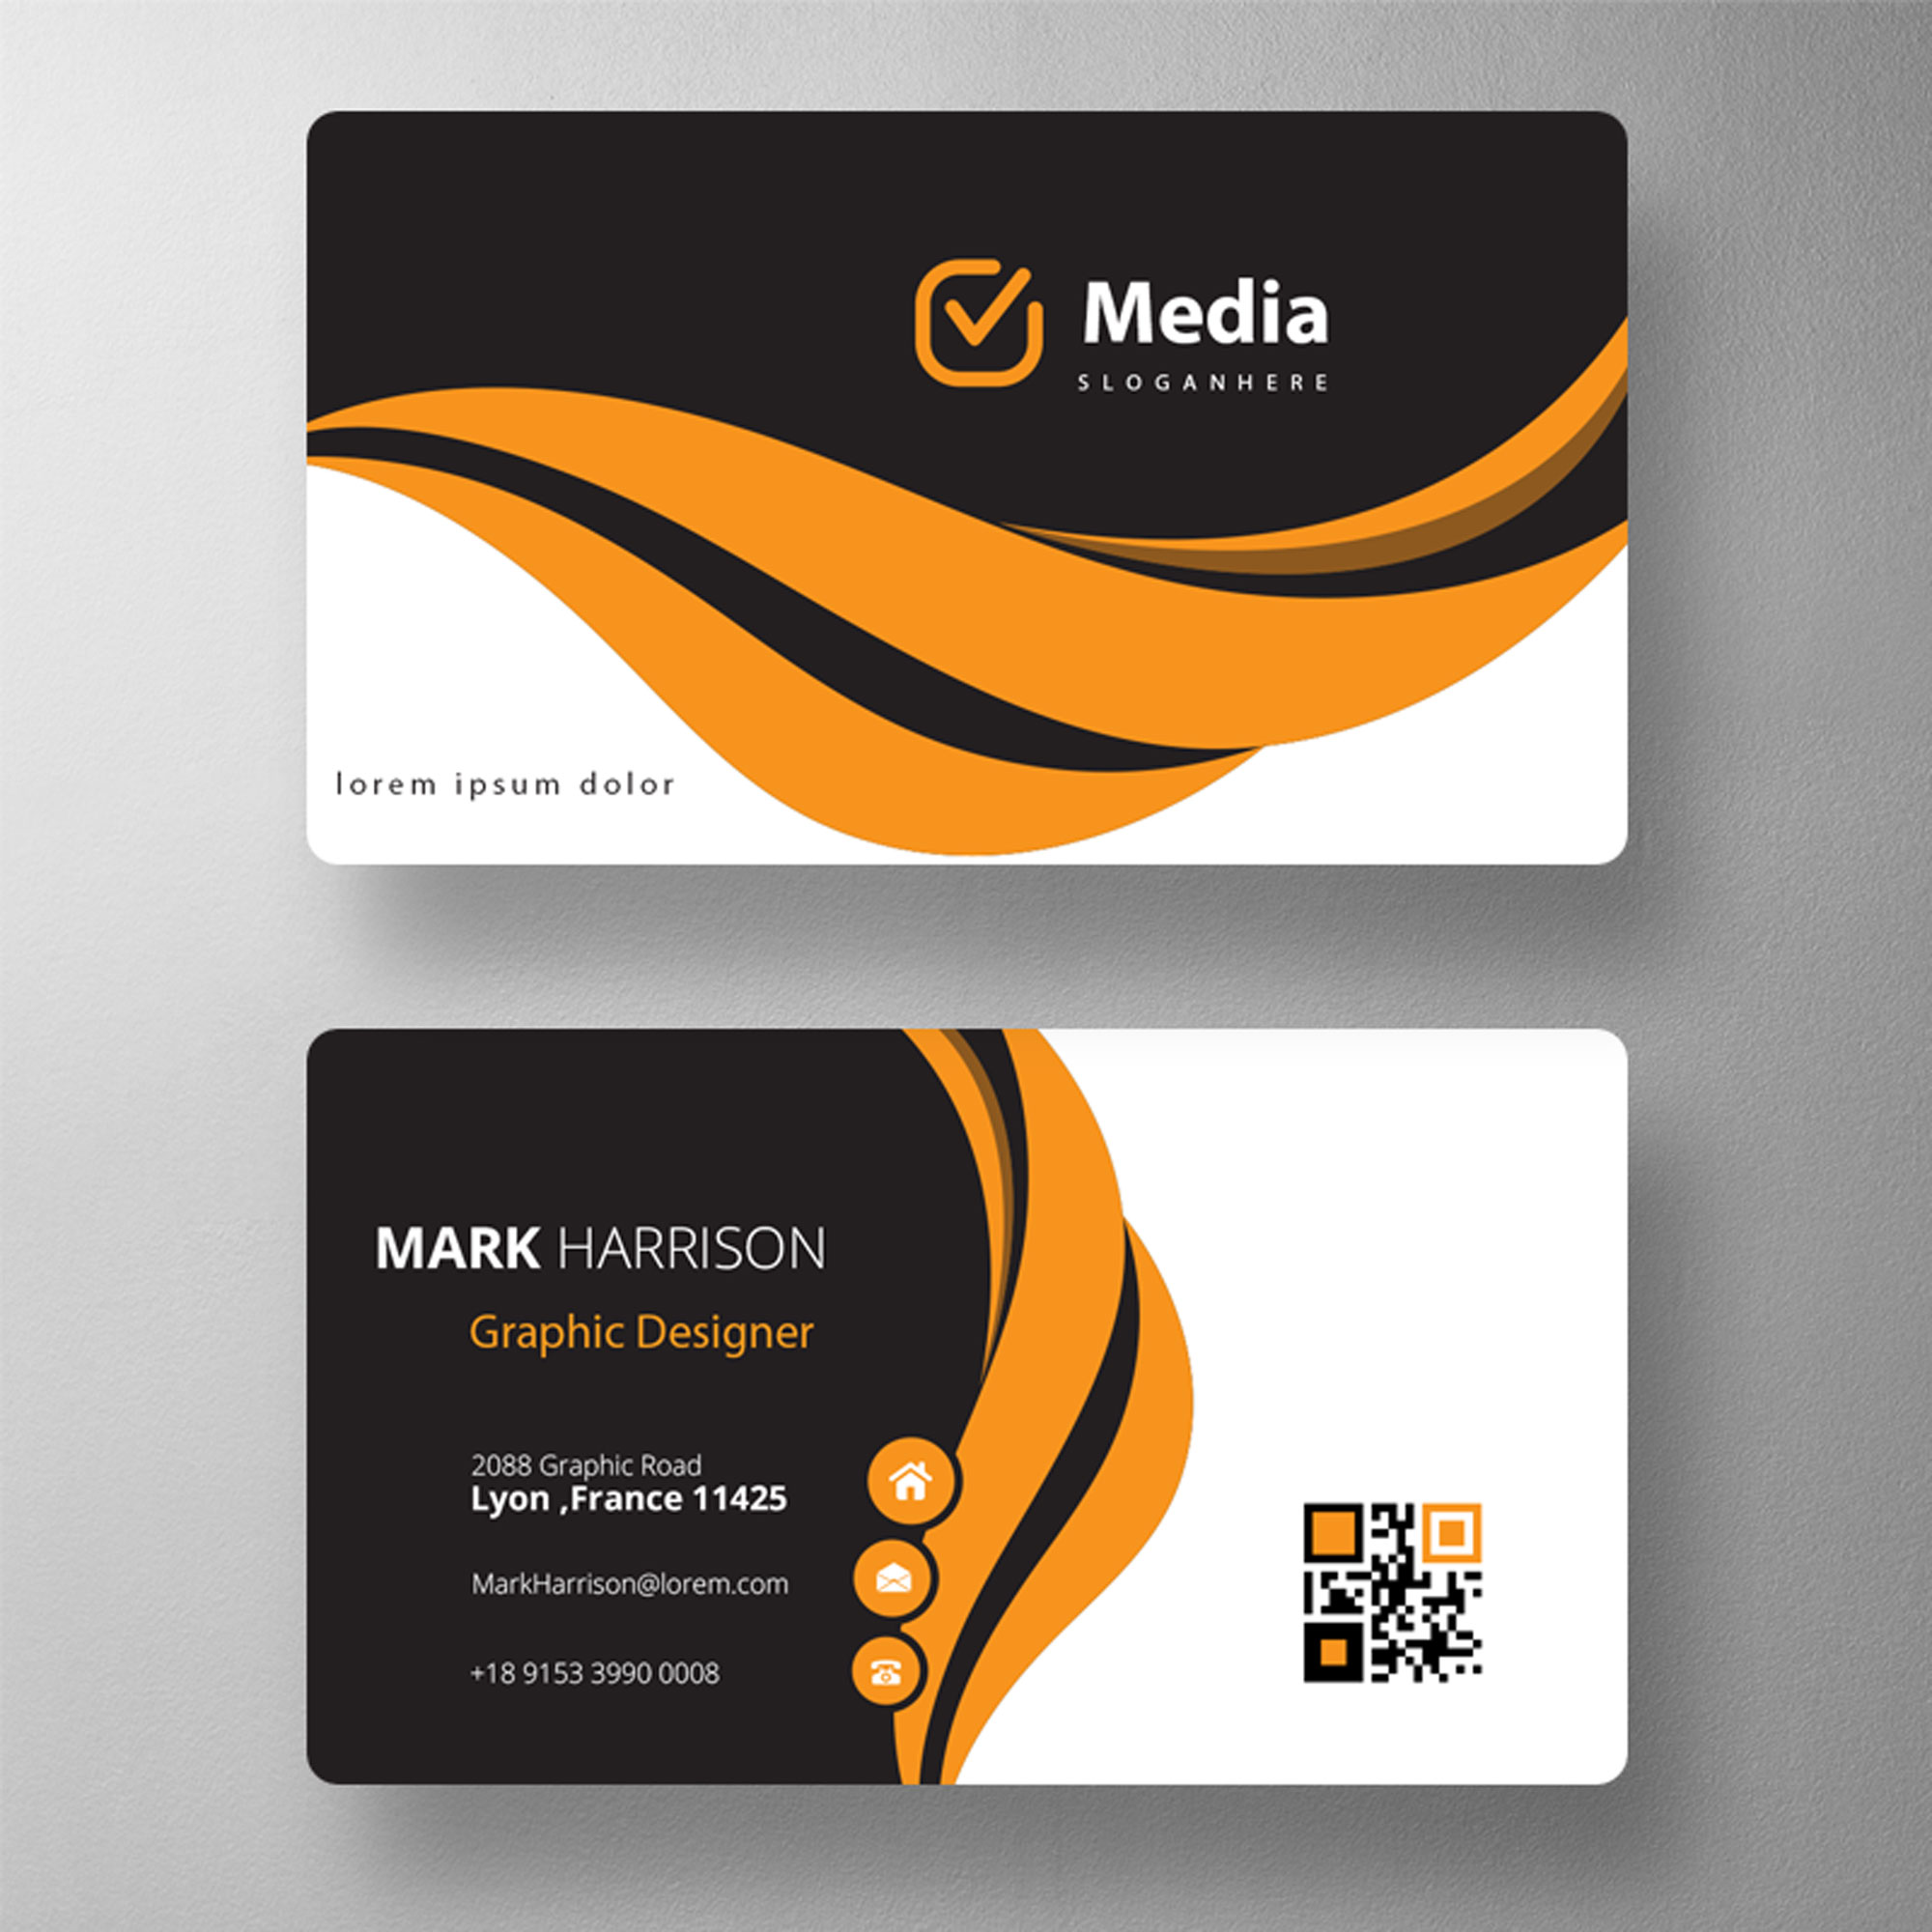 Media
SLOGANHERE
lorem ipsum dolor
MARK HARRISON
Graphic Designer
2088 Graphic Road
Lyon ,France 11425
MarkHarrison@lorem.com
+18 9153 3990 0008